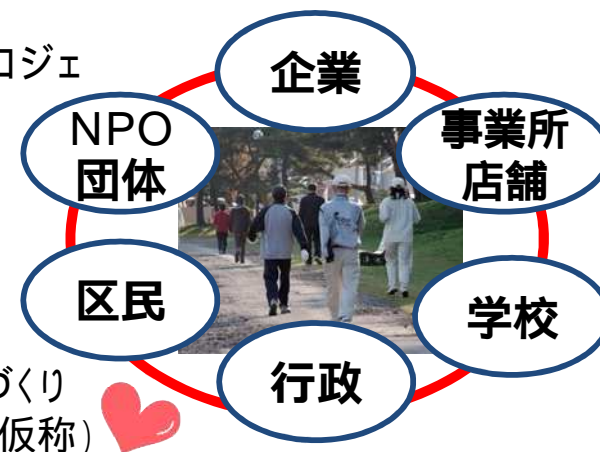 企業
ロジェ
NPO
団体
事業所
店舗
区民
学校
行政
づくり
仮称）